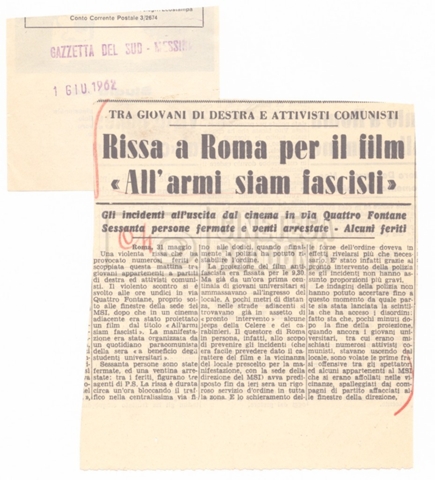 Conto Corrente Postale 3/2674
GAZZETTA DEL SUD - MESSINA
1 GIU. 1962
TRA GIOVANI DI DESTRA E ATTIVISTI COMUNISTI
Rissa a Roma per il film
« All'armi siam fascisti »
Gli incidenti all'uscita dal cinema in via Quattro Fontane
Sessanta persone fermate e venti arrestate - Alcuni feriti
Roma, 31 maggio
Una violenta rissa che ha
provocato numerosi feriti è
scoppiata questa mattina tra
giovani appartenenti a partiti
di destra ed attivi comuni-
sti. Il violento scontro si è
svolto alle ore undici in via
Quattro Fontane, proprio sot-
to alle finestre della sede del
MSI, dopo che in un cinema
adiacente era stato proiettato
un film dal titolo «All'armi
siam fascisti». La manifesta-
zione era stata organizzata da
un quotidiano paracomunista
della sera «a beneficio degli
studenti universitari».
Sessanta persone sono state
fermate, ed una ventina arre-
state: tra i feriti, figurano tre
agenti di P.S. La rissa è durata
circa un'ora bloccando il traf-
fico nella centralissima via fi-
no alle dodici quando final-
mente la polizia ha potuto ri-
stabilire l'ordine.
La proiezione del film anti-
fascista era fissata per le 9,30
ma già da un'ora prima cen-
tinaia di giovani universitari si
ammassavano all'ingresso del
locale. A pochi metri di distan-
za, nelle strade adiacenti si
trovavano già in assetto di
«pronto intervento» alcune
jeeps della Celere e dei ca-
rabinieri. Il questore di Roma
in persona, infatti, allo scopo
di prevenire gli incidenti che
era facile prevedere dato il ca-
rattere del film e la vicinanza
del locale prescelto per la ma-
nifestazione, con la sede della
direzione del MSI aveva predi-
sposto fin da ieri sera un rigo-
roso servizio d'ordine in tutta
la zona. E lo schieramento del-
le forze dell'ordine doveva in
effetti rivelarsi più che neces-
sario. E' stato infatti grazie al
pronto intervento della polizia
se gli incidenti non hanno as-
sunto proporzioni più gravi.
Le indagini della polizia non
hanno potuto accertare fino a
questo momento da quale par-
te sia stata lanciata la scintil-
la che ha acceso i disordini.
Fatto sta che, pochi minuti do-
po la fine della proiezione,
quando ancora i giovani uni-
versitari, tra cui erano mi-
schiati numerosi attivisti co-
munisti, stavano uscendo dal
locale, sono volate le prime fra-
si offensive tra gli spettatori
ed alcuni appartenenti al MSI
che si erano affollati nelle vi-
cinanze, spalleggiati dai com-
pagni di partito affacciati al-
le finestre della direzione.